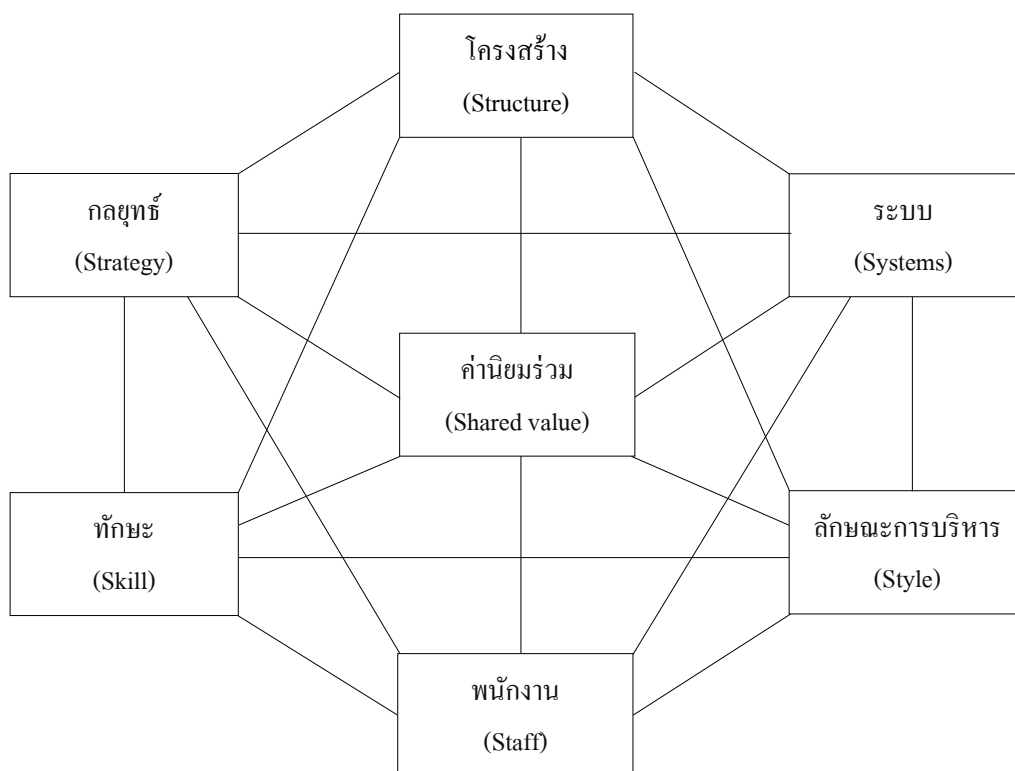 โครงสร้าง
(Structure)
กลยุทธ์
(Strategy)
ระบบ
(Systems)
ค่านิยมร่วม
(Shared value)
ทักษะ
(Skill)
ลักษณะการบริหาร
(Style)
พนักงาน
(Staff)